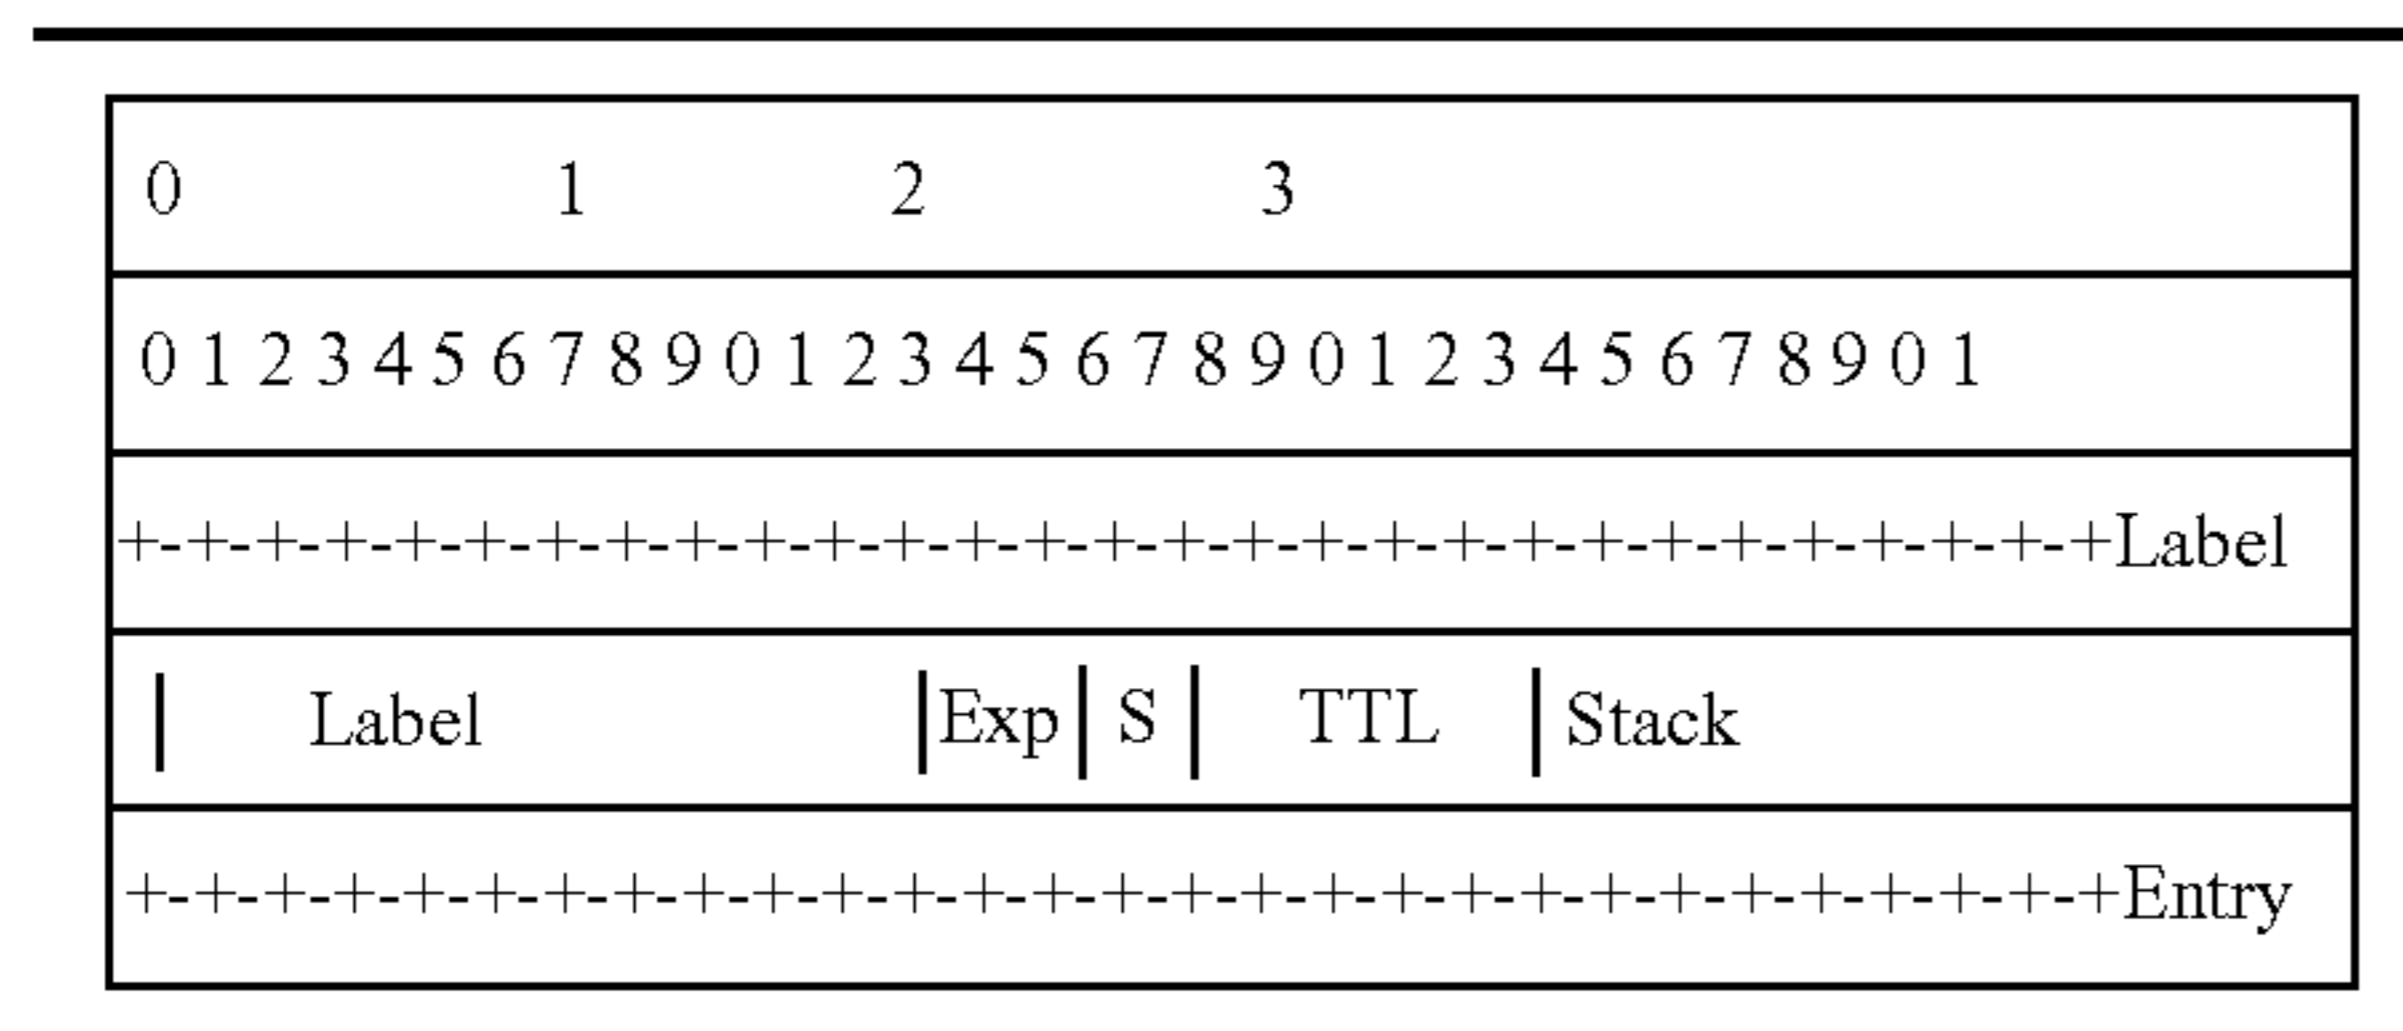 0 1 2 3
0 1 2 3 4 5 6 7 8 9 0 1 2 3 4 5 6 7 8 9 0 1 2 3 4 5 6 7 8 9 0 1
+-+-+-+-+-+-+-+-+-+-+-+-+-+-+-+-+-+-+-+-+-+-+-+-+-+-+-+-+Label
| Label |Exp| S | TTL | Stack
+-+-+-+-+-+-+-+-+-+-+-+-+-+-+-+-+-+-+-+-+-+-+-+-+-+-+-+-+Entry